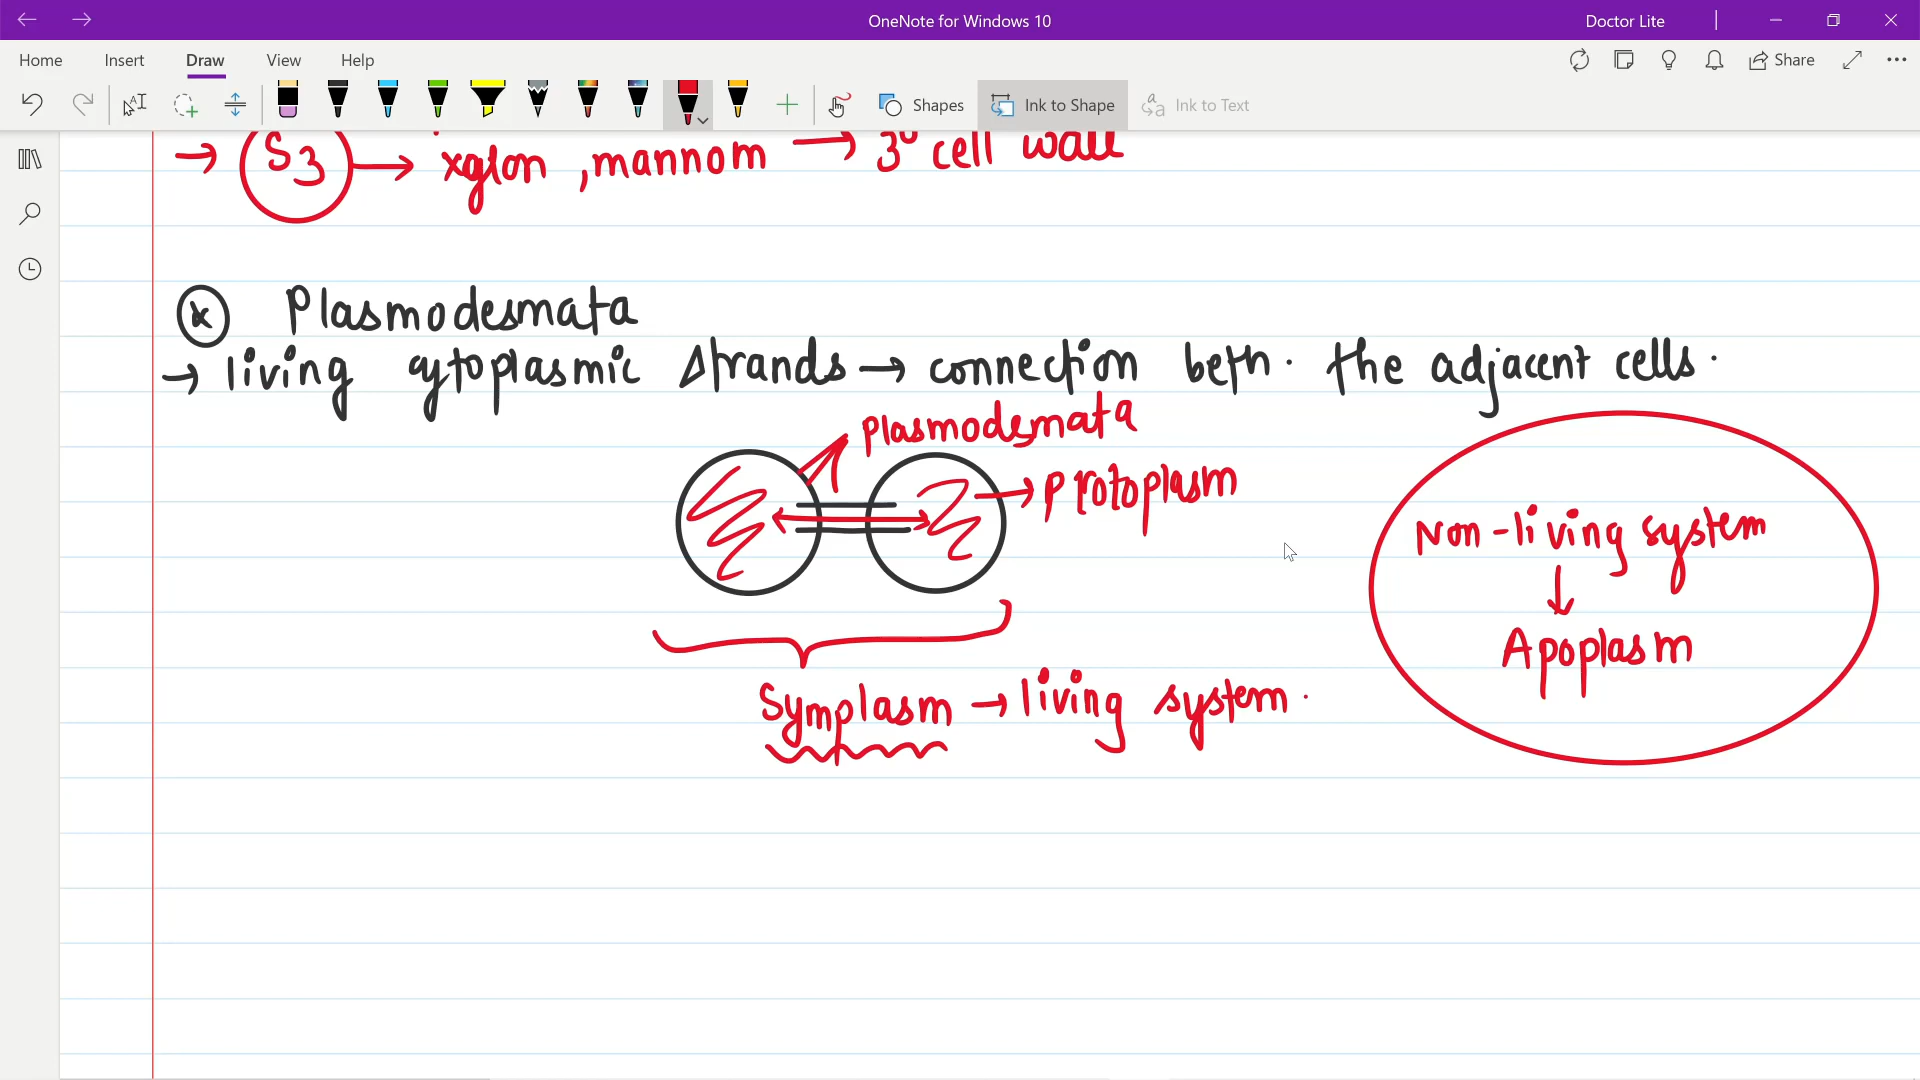 OneNote for Windows 10
Doctor Lite
Home Insert Draw View Help
Share
Shapes Ink to Shape Ink to Text
→ S3 → xylon , mannom → 3° cell wall
Plasmodesmata
→ living cytoplasmic strands → connection betn. the adjacent cells.
plasmodesmata
→ protoplasm
Non-living system
↓
Apoplasm
Symplasm → living system.